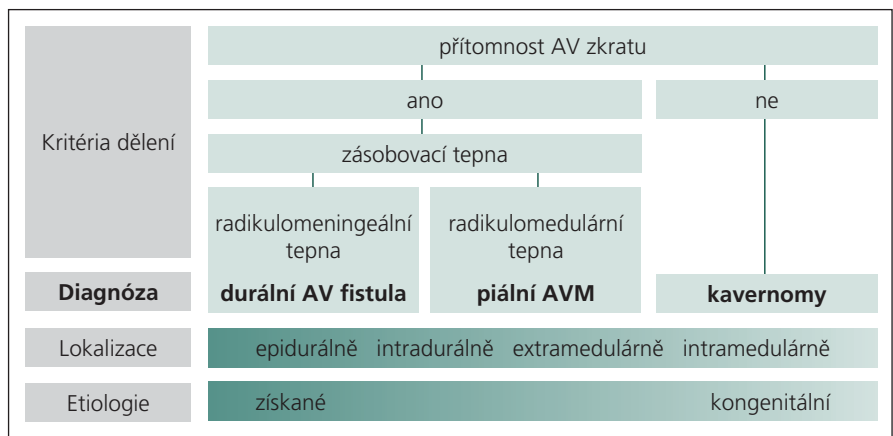 přítomnost AV zkratu
Kritéria dělení
ano
ne
zásobovací tepna
radikulomeningeální
tepna
radikulomedulární
tepna
Diagnóza
durální AV fistula
piální AVM
kavernomy
Lokalizace
epidurálně intradurálně extramedulárně intramedulárně
Etiologie
získané
kongenitální